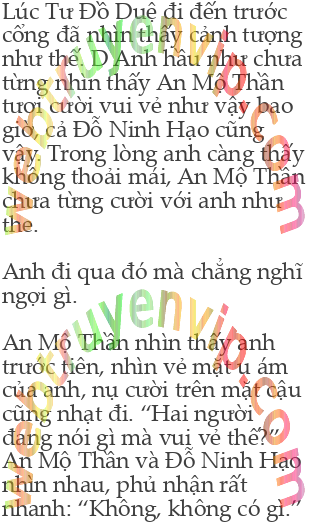 Lúc Tư Đồ Duệ đi đến trước
cổng đã nhìn thấy cảnh tượng
như thế. D Anh hầu như chưa
từng nhìn thấy An Mộ Thần
tươi cười vui vẻ như vậy bao
giờ, cả Đỗ Ninh Hạo cũng
vậy. Trong lòng anh càng thấy
không thoải mái, An Mộ Thần
chưa từng cười với anh như
thế.
Anh đi qua đó mà chẳng nghĩ
ngợi gì.
An Mộ Thần nhìn thấy anh
trước tiên, nhìn vẻ mặt u ám
của anh, nụ cười trên mặt cậu
cũng nhạt đi. “Hai người
đang nói gì mà vui vẻ thế?”
An Mộ Thần và Đỗ Ninh Hạo
nhìn nhau, phủ nhận rất
nhanh: “Không, không có gì.”
webtruyenvip.com
webtruyenvip.com